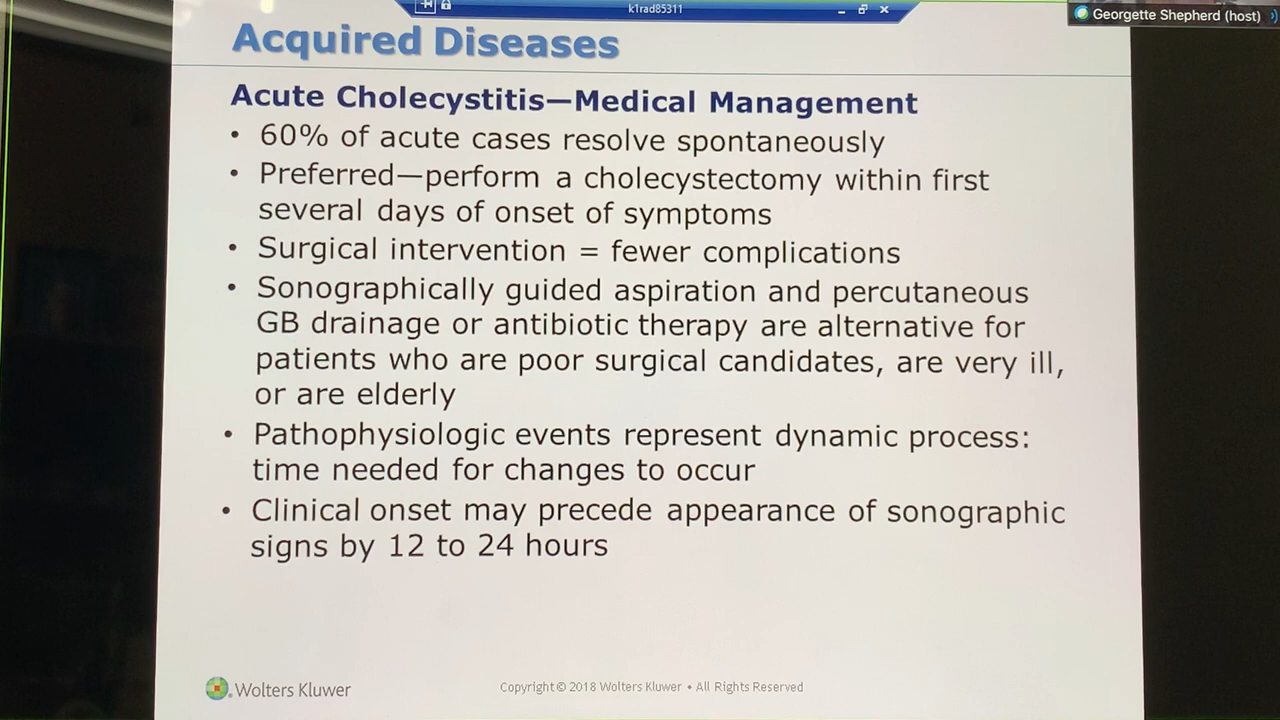 k1rad85311
Georgette Shepherd (host)
Acquired Diseases
Acute Cholecystitis—Medical Management
• 60% of acute cases resolve spontaneously
• Preferred—perform a cholecystectomy within first
several days of onset of symptoms
• Surgical intervention = fewer complications
• Sonographically guided aspiration and percutaneous
GB drainage or antibiotic therapy are alternative for
patients who are poor surgical candidates, are very ill,
or are elderly
• Pathophysiologic events represent dynamic process:
time needed for changes to occur
• Clinical onset may precede appearance of sonographic
signs by 12 to 24 hours
Wolters Kluwer
Copyright © 2018 Wolters Kluwer • All Rights Reserved